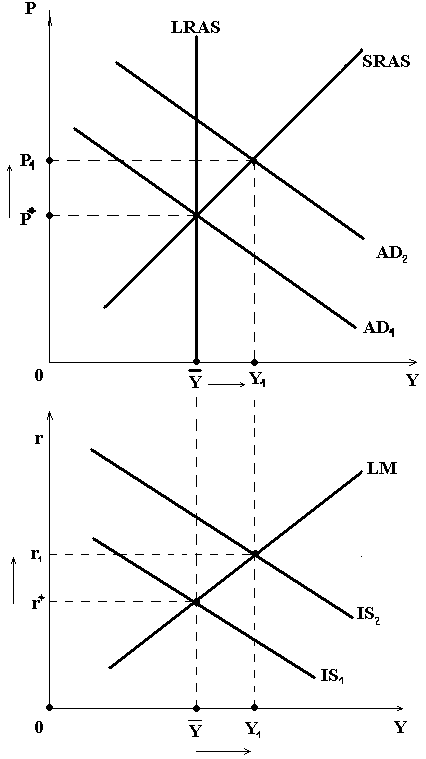 P
LRAS
SRAS
P₁
P*
AD₂
AD₁
0
Y̅
Y₁
Y
r
LM
r₁
r*
IS₂
IS₁
0
Y̅
Y₁
Y